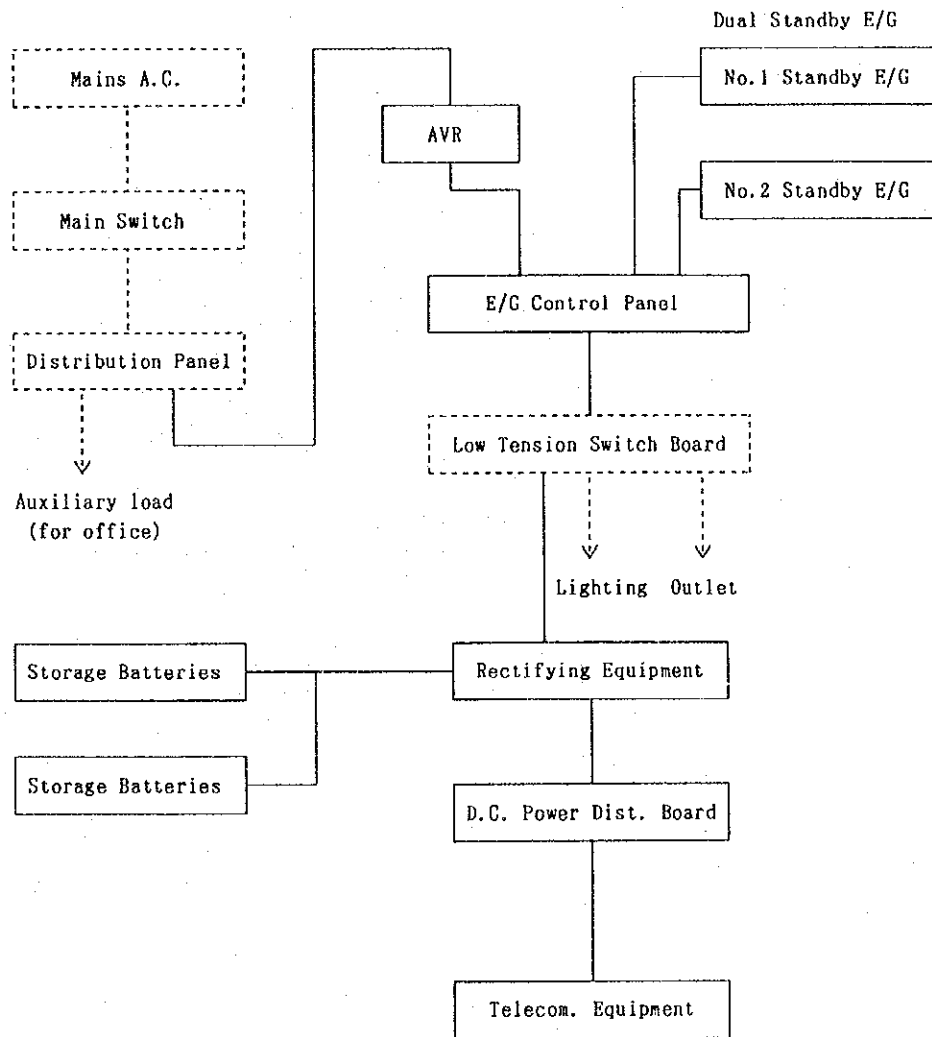 Dual Standby E/G
Mains A.C.
No.1 Standby E/G
AVR
No.2 Standby E/G
Main Switch
E/G Control Panel
Distribution Panel
Low Tension Switch Board
Auxiliary load
(for office)
Lighting
Outlet
Storage Batteries
Rectifying Equipment
Storage Batteries
D.C. Power Dist. Board
Telecom. Equipment